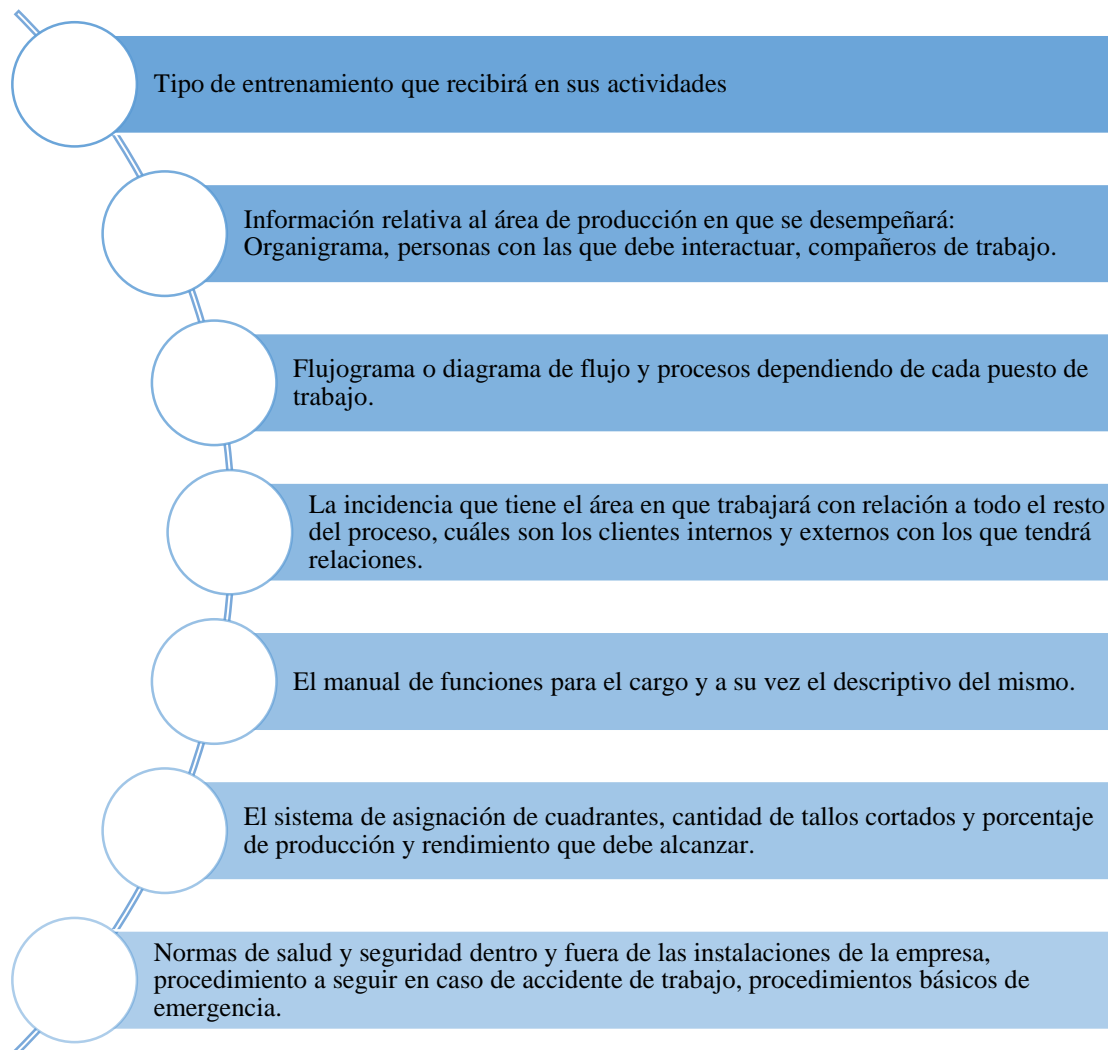 Tipo de entrenamiento que recibirá en sus actividades
Información relativa al área de producción en que se desempeñará:
Organigrama, personas con las que debe interactuar, compañeros de trabajo.
Flujograma o diagrama de flujo y procesos dependiendo de cada puesto de
trabajo.
La incidencia que tiene el área en que trabajará con relación a todo el resto
del proceso, cuáles son los clientes internos y externos con los que tendrá
relaciones.
El manual de funciones para el cargo y a su vez el descriptivo del mismo.
El sistema de asignación de cuadrantes, cantidad de tallos cortados y porcentaje
de producción y rendimiento que debe alcanzar.
Normas de salud y seguridad dentro y fuera de las instalaciones de la empresa,
procedimiento a seguir en caso de accidente de trabajo, procedimientos básicos de
emergencia.